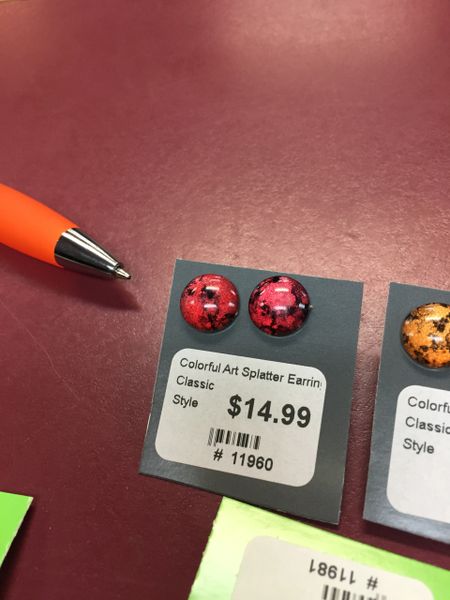 Colorful Art Splatter Earrin
Classic
Style
$14.99
# 11960
Colorfu
Classic
Style
# 11981